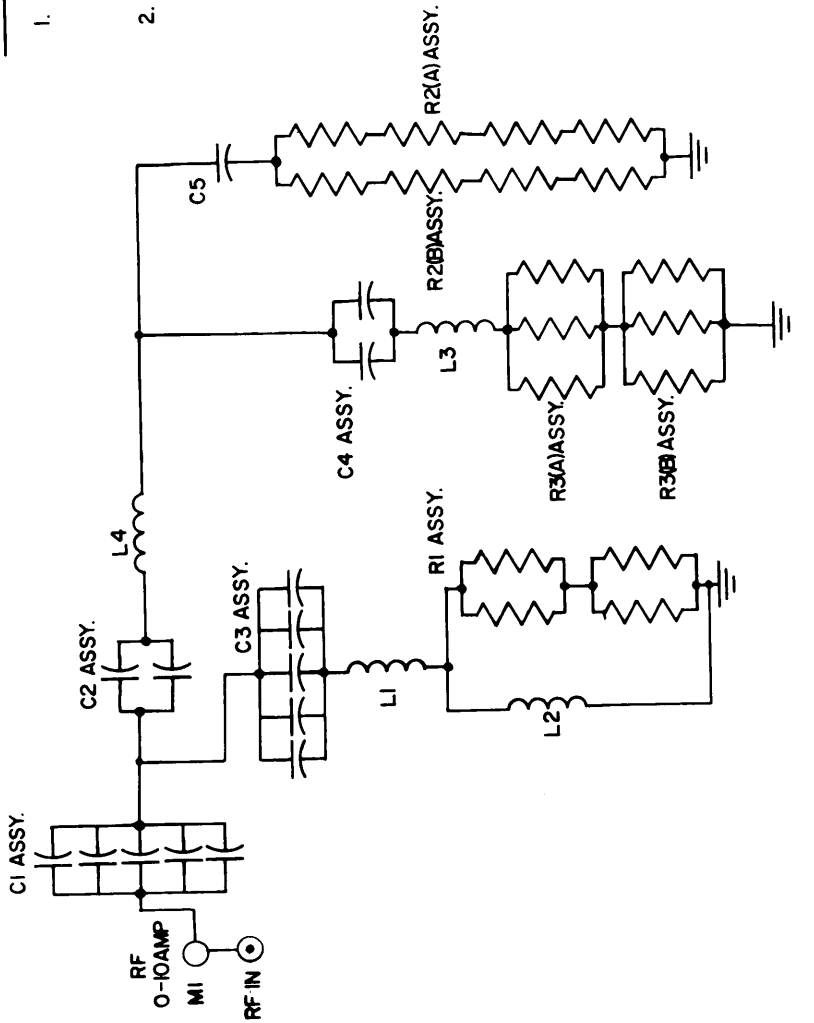 1.
2.
C1 ASSY.
RF
0-10AMP
M1
RF IN
C2 ASSY.
L4
C3 ASSY.
L1
L2
R1 ASSY.
C4 ASSY.
L3
R3(A)ASSY.
R3(B)ASSY.
C5
R2(B)ASSY.
R2(A)ASSY.